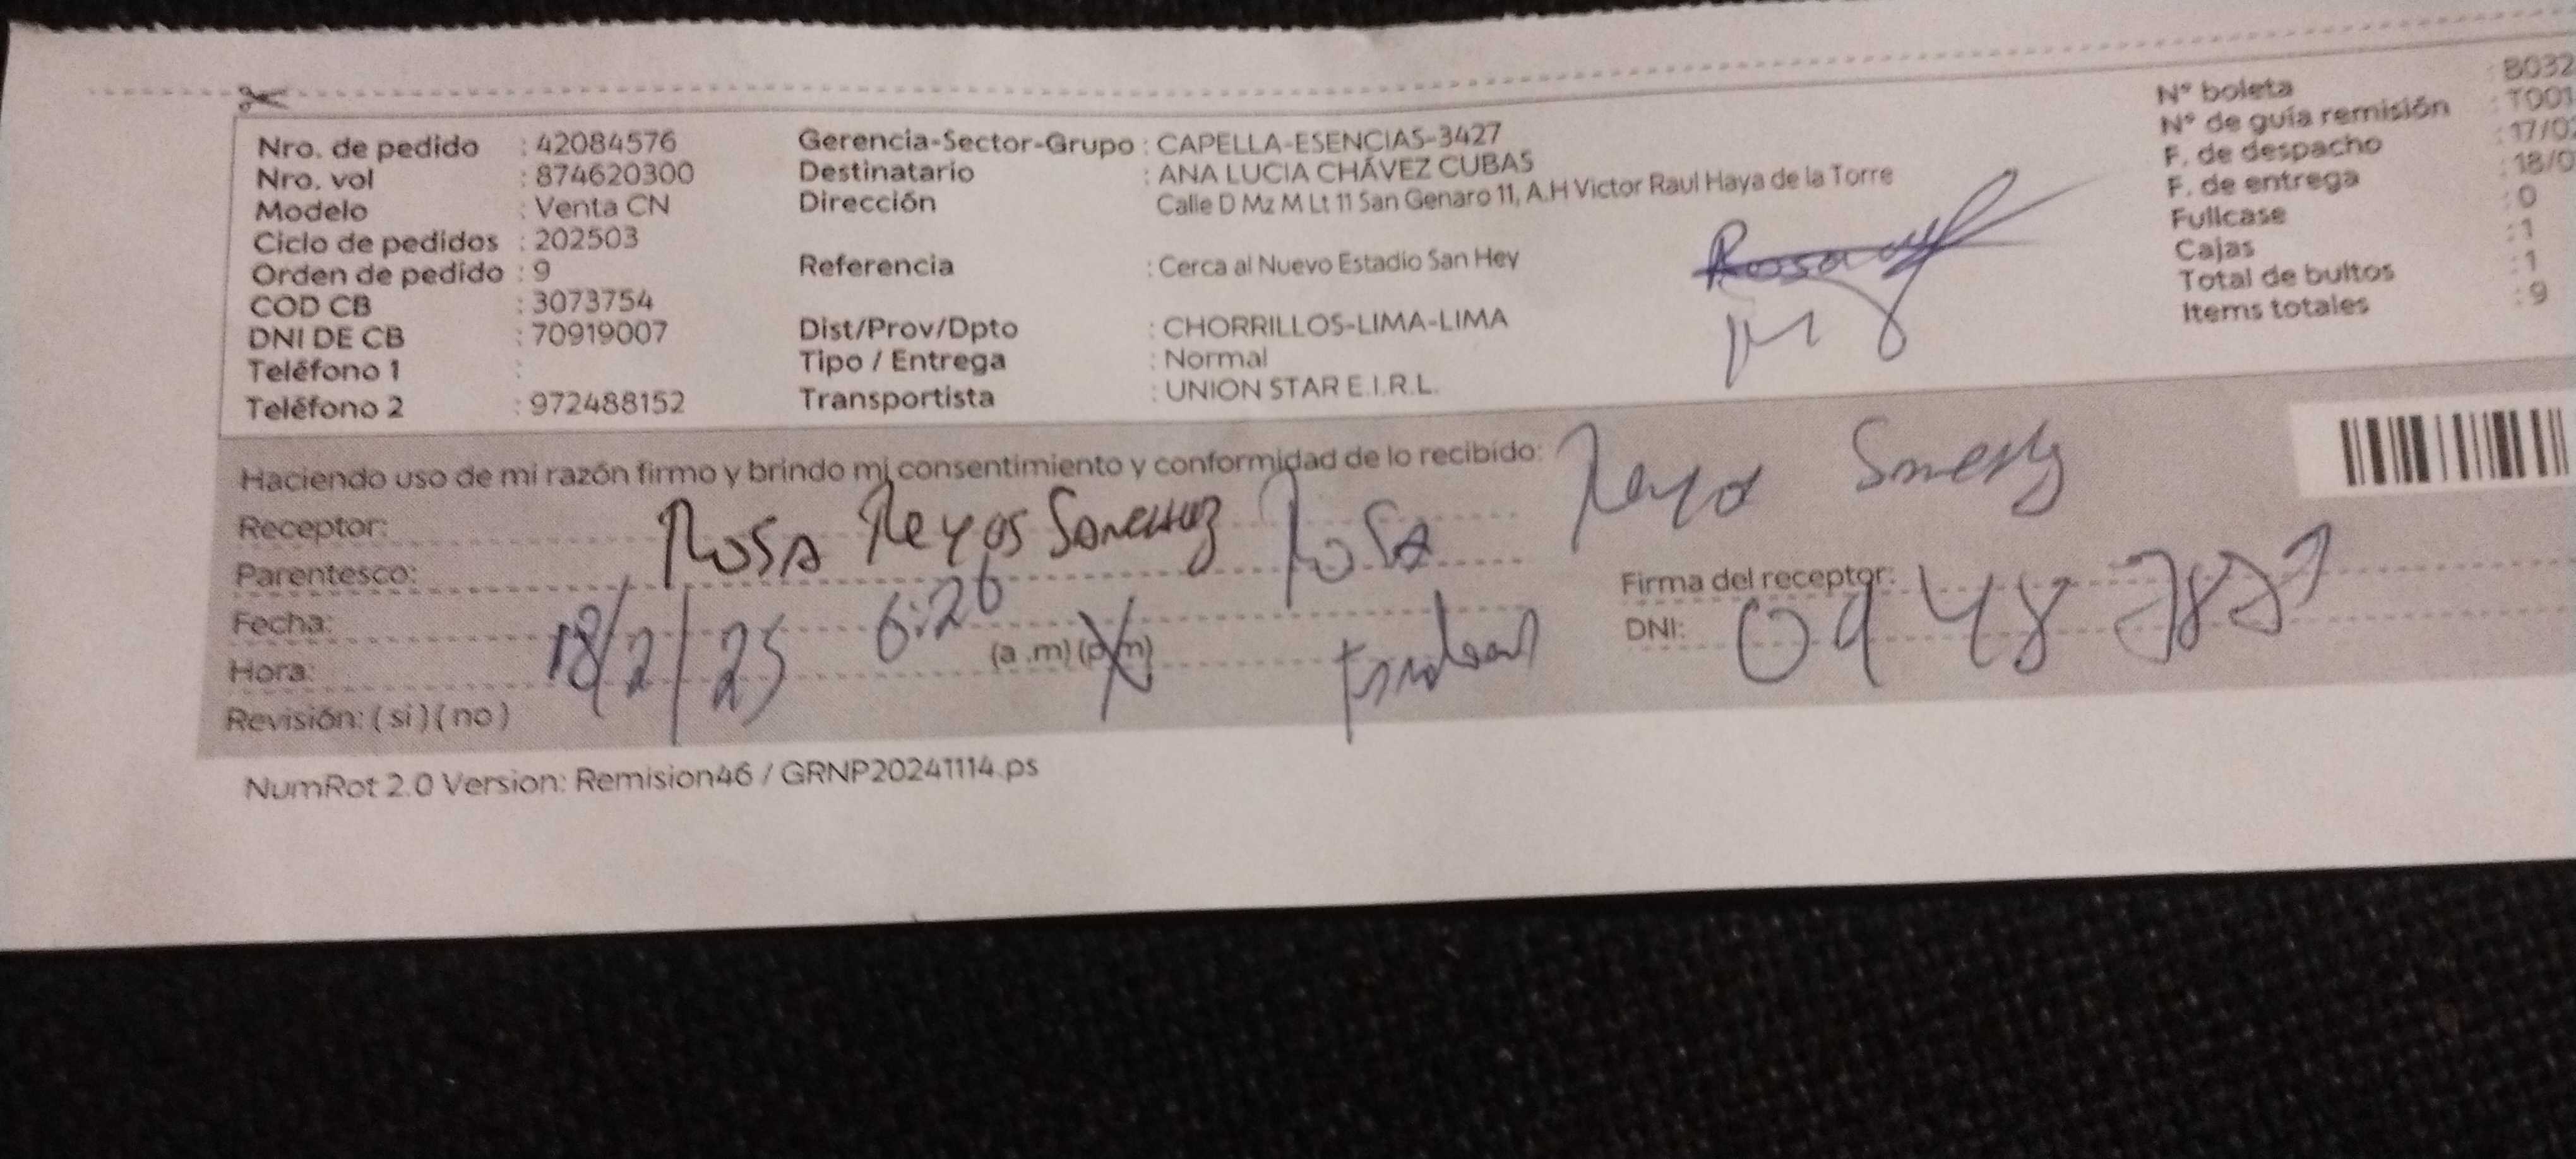 Nro. de pedido : 42084576
Nro. vol : 874620300
Modelo : Venta CN
Ciclo de pedidos : 202503
Orden de pedido : 9
COD CB : 3073754
DNI DE CB : 70919007
Teléfono 1 :
Teléfono 2 : 972488152
Gerencia-Sector-Grupo : CAPELLA-ESENCIAS-3427
Destinatario : ANA LUCIA CHÁVEZ CUBAS
Dirección Calle D Mz M Lt 11 San Genaro 11, A.H Victor Raul Haya de la Torre
Referencia : Cerca al Nuevo Estadio San Hey
Dist/Prov/Dpto : CHORRILLOS-LIMA-LIMA
Tipo / Entrega : Normal
Transportista : UNION STAR E.I.R.L.
N° boleta : B032
N° de guía remisión : T001
F. de despacho : 17/0
F. de entrega : 18/0
Fullcase : 0
Cajas : 1
Total de bultos : 1
Items totales : 9
Haciendo uso de mi razón firmo y brindo mi consentimiento y conformidad de lo recibido:
Receptor: Rosa Reyes Sanchez Rosa Reyes
Parentesco:
Fecha: 18/2/25
Hora: 6:26 (a .m) (p.m)
Revisión: ( si ) ( no )
Firma del receptor:
DNI:
NumRot 2.0 Version: Remision46 / GRNP20241114.ps